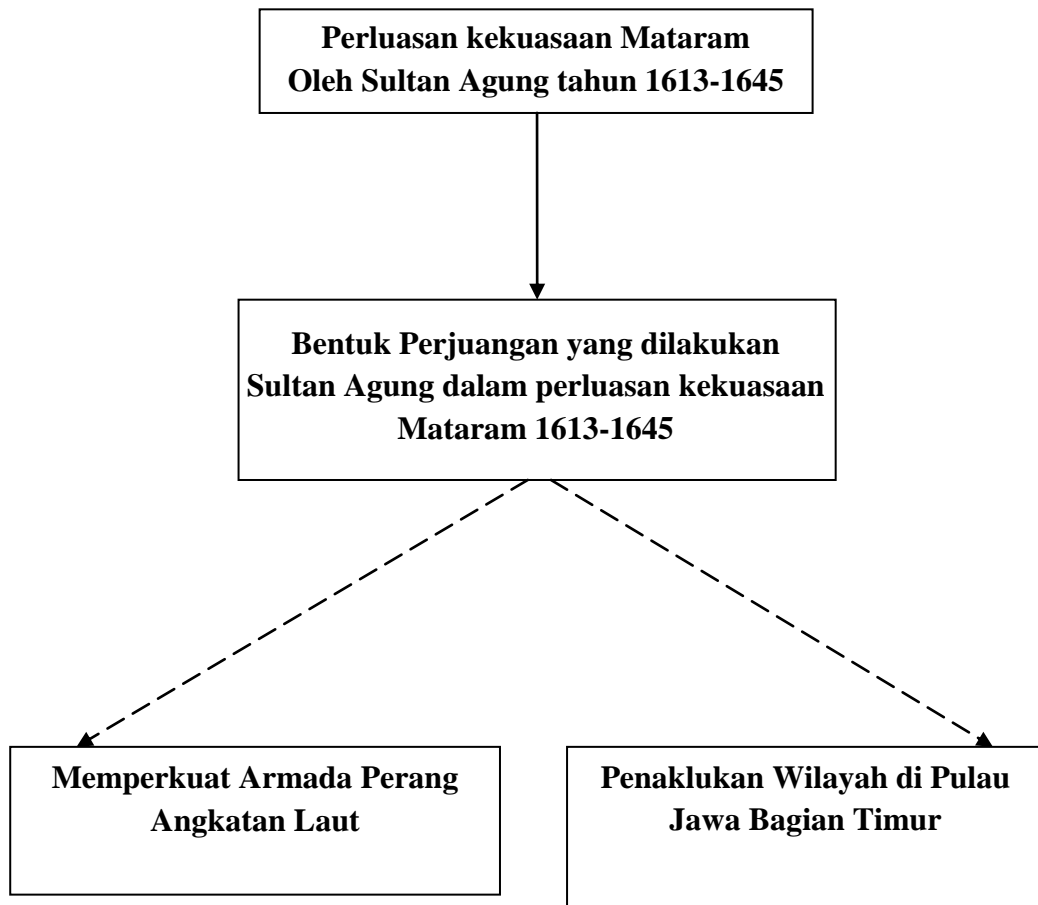 Perluasan kekuasaan Mataram
Oleh Sultan Agung tahun 1613-1645
Bentuk Perjuangan yang dilakukan
Sultan Agung dalam perluasan kekuasaan
Mataram 1613-1645
Memperkuat Armada Perang
Angkatan Laut
Penaklukan Wilayah di Pulau
Jawa Bagian Timur